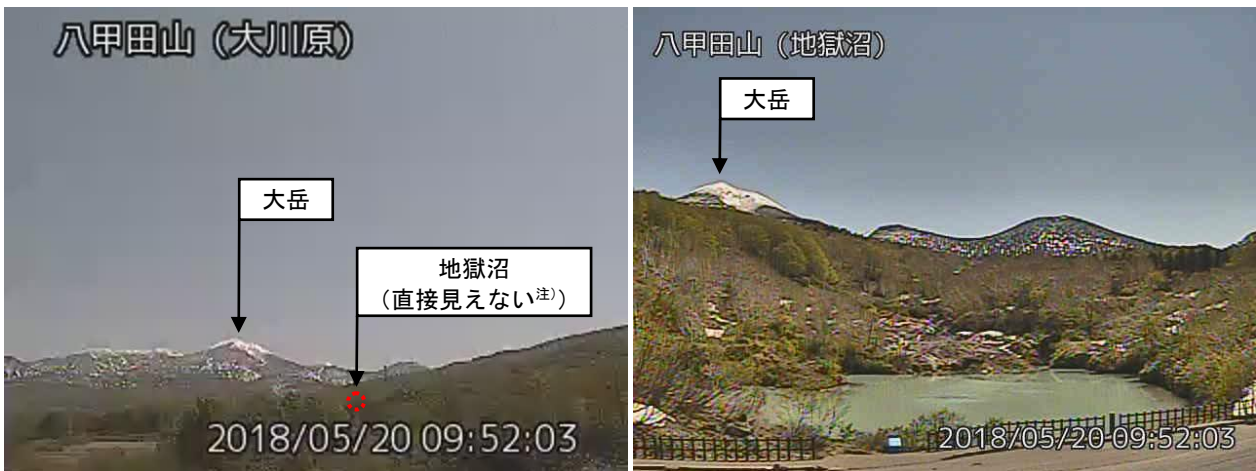 八甲田山（大川原）
大岳
地獄沼
（直接見えない注)）
2018/05/20 09:52:03
八甲田山（地獄沼）
大岳
2018/05/20 09:52:03